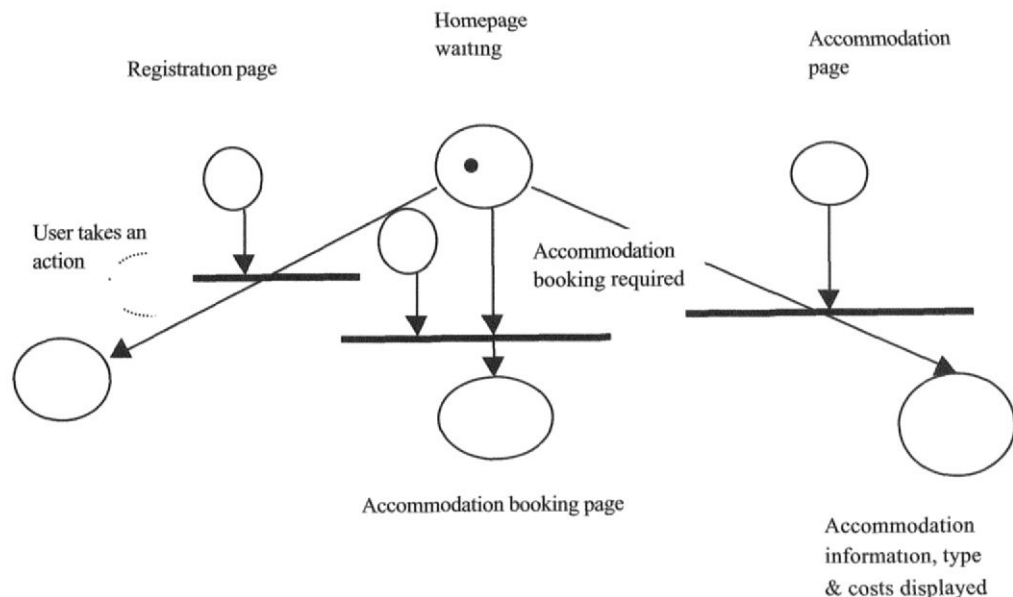 Homepage
waiting
Registration page
Accommodation
page
User takes an
action
Accommodation
booking required
Accommodation booking page
Accommodation
information, type
& costs displayed